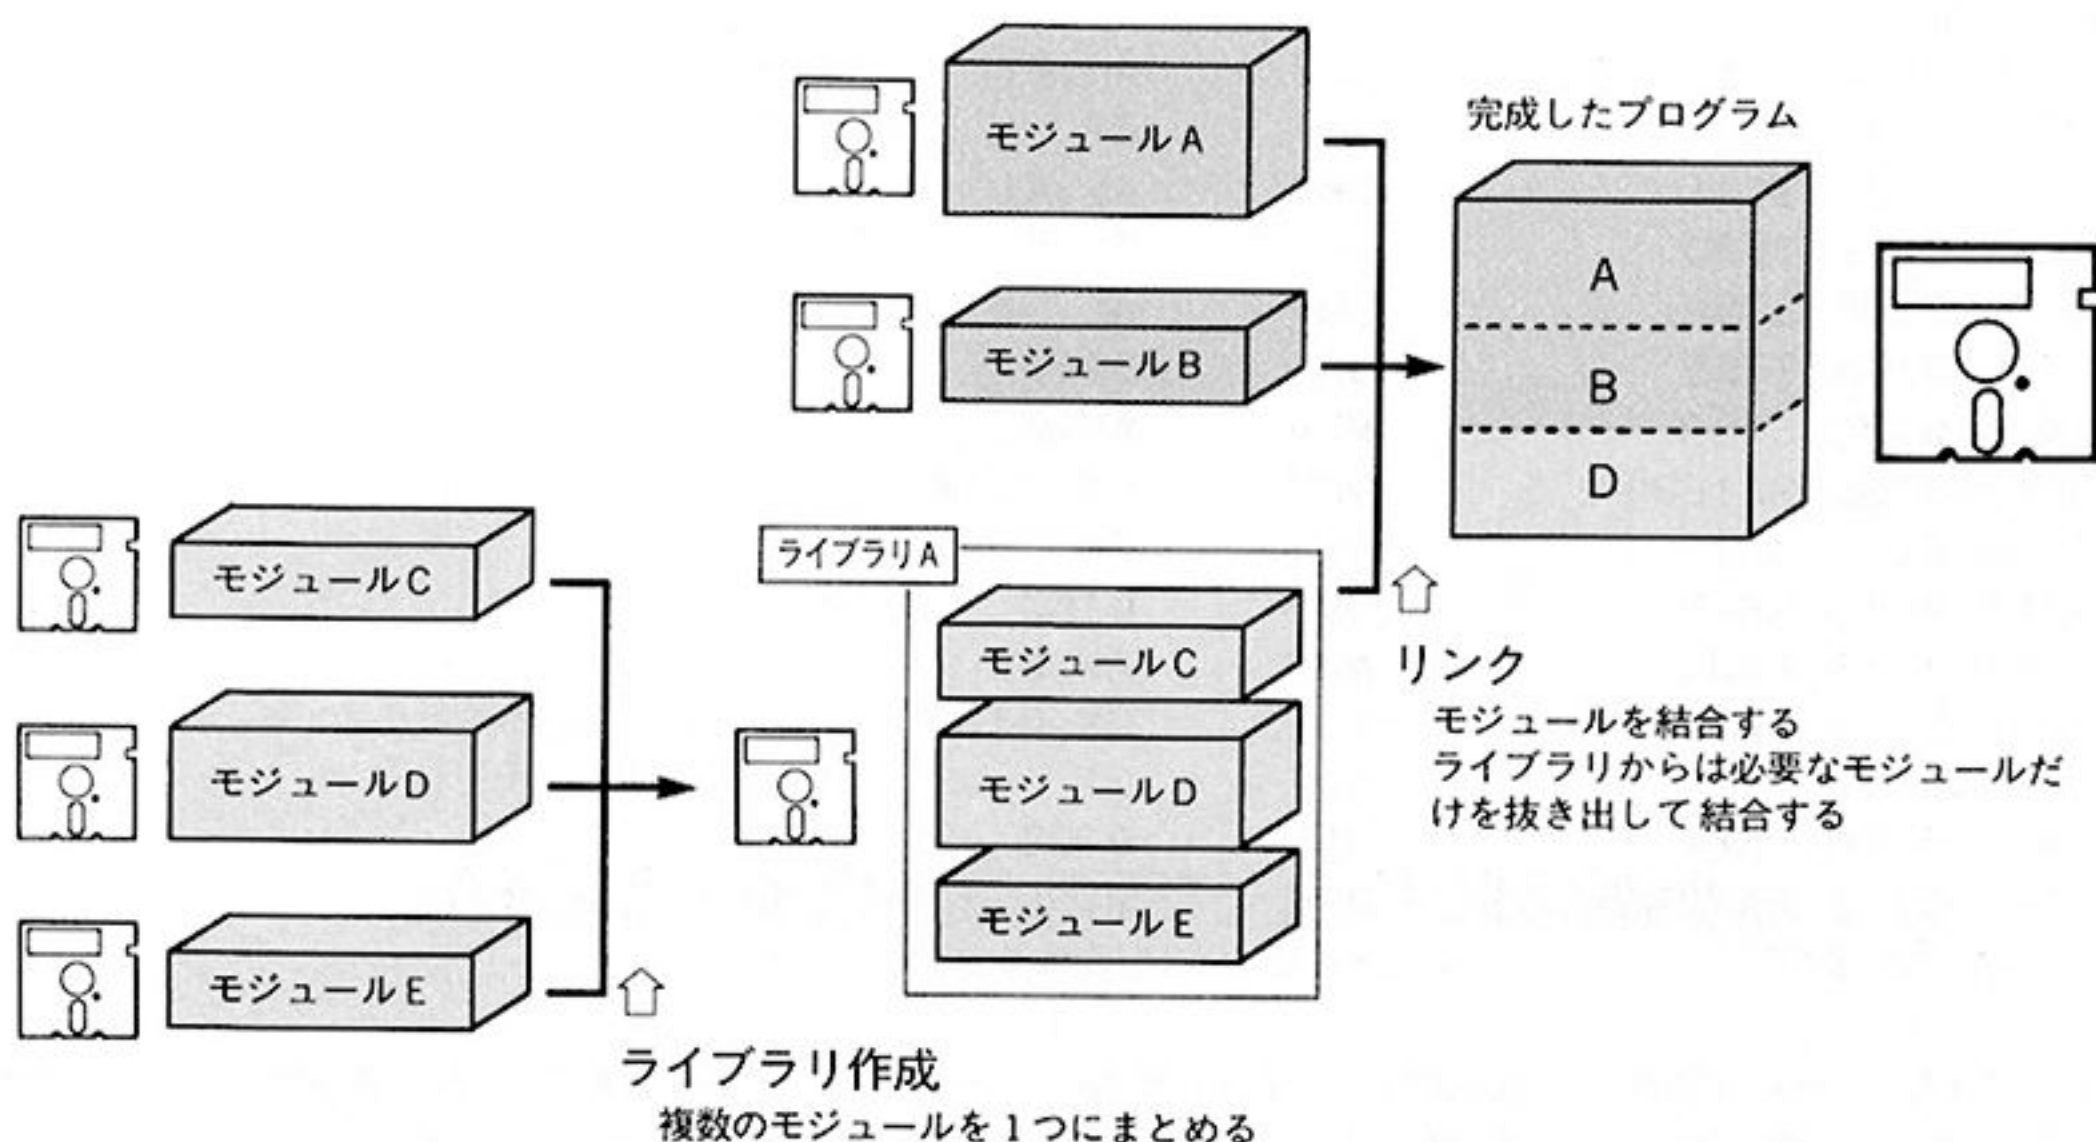 モジュールA
完成したプログラム
A
モジュールB
B
D
モジュールC
ライブラリA
モジュールC
リンク
モジュールD
モジュールD
モジュールを結合する
ライブラリからは必要なモジュールだ
けを抜き出して結合する
モジュールE
モジュールE
ライブラリ作成
複数のモジュールを1つにまとめる